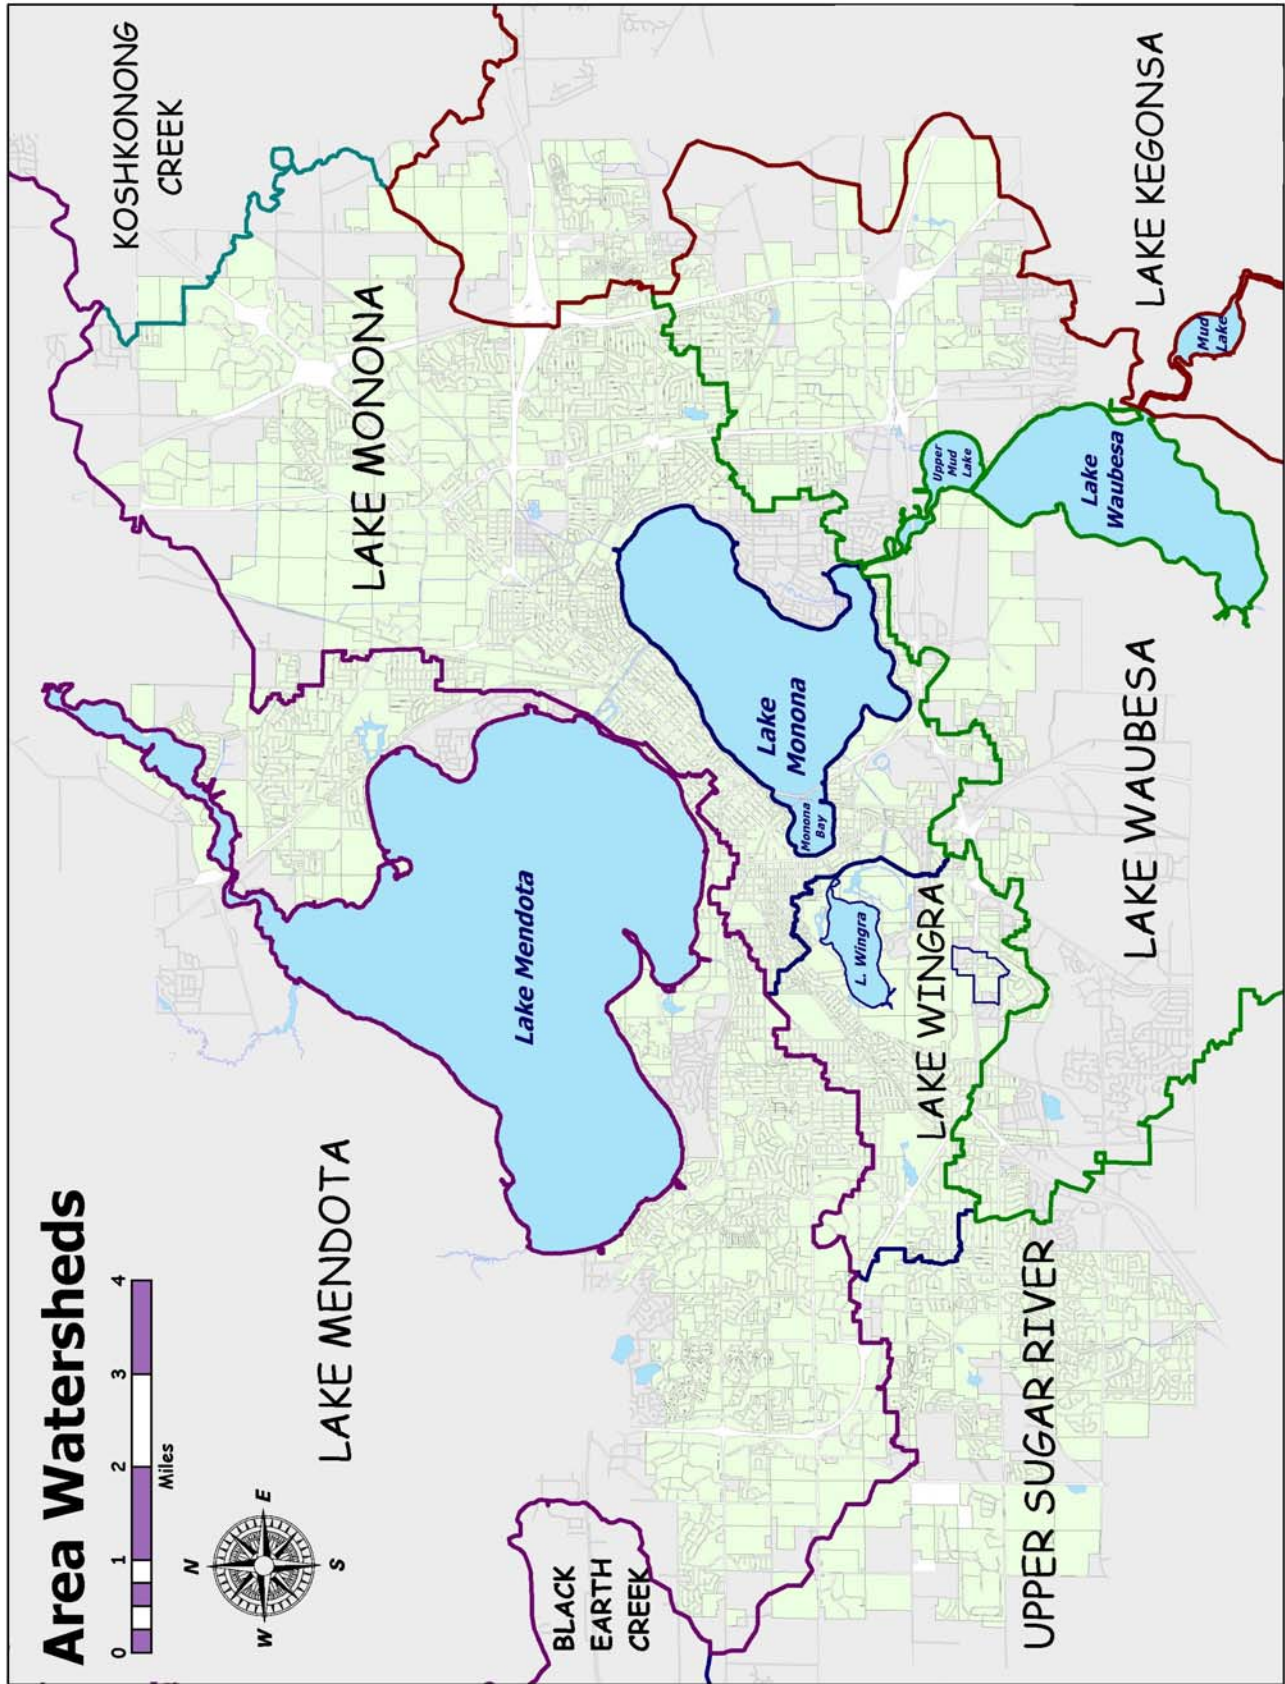 Area Watersheds
0 1 2 3 4
Miles
N
W E
S
LAKE MENDOTA
KOSHKONONG
CREEK
LAKE MONONA
Lake Mendota
BLACK
EARTH
CREEK
Lake
Monona
Monona
Bay
L. Wingra
LAKE WINGRA
Upper
Mud
Lake
Lake
Waubesa
Mud
Lake
LAKE KEGONSA
LAKE WAUBESA
UPPER SUGAR RIVER